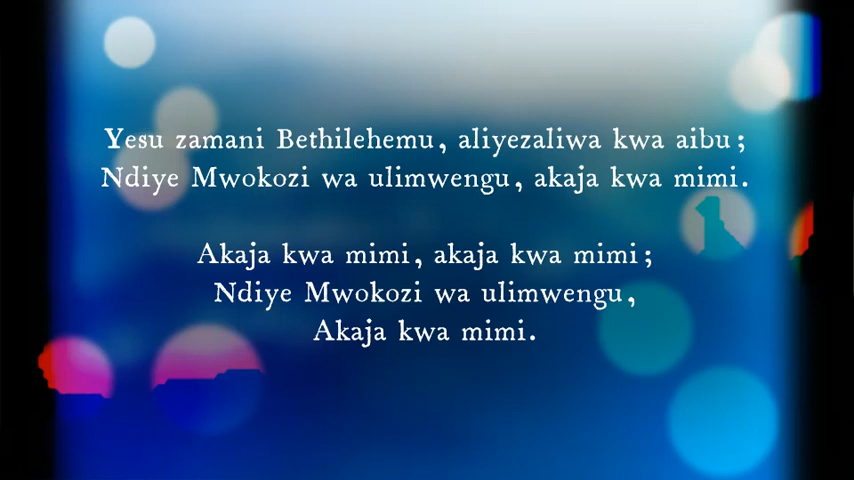 Yesu zamani Bethilehemu, aliyezaliwa kwa aibu;
Ndiye Mwokozi wa ulimwengu, akaja kwa mimi.
Akaja kwa mimi, akaja kwa mimi;
Ndiye Mwokozi wa ulimwengu,
Akaja kwa mimi.